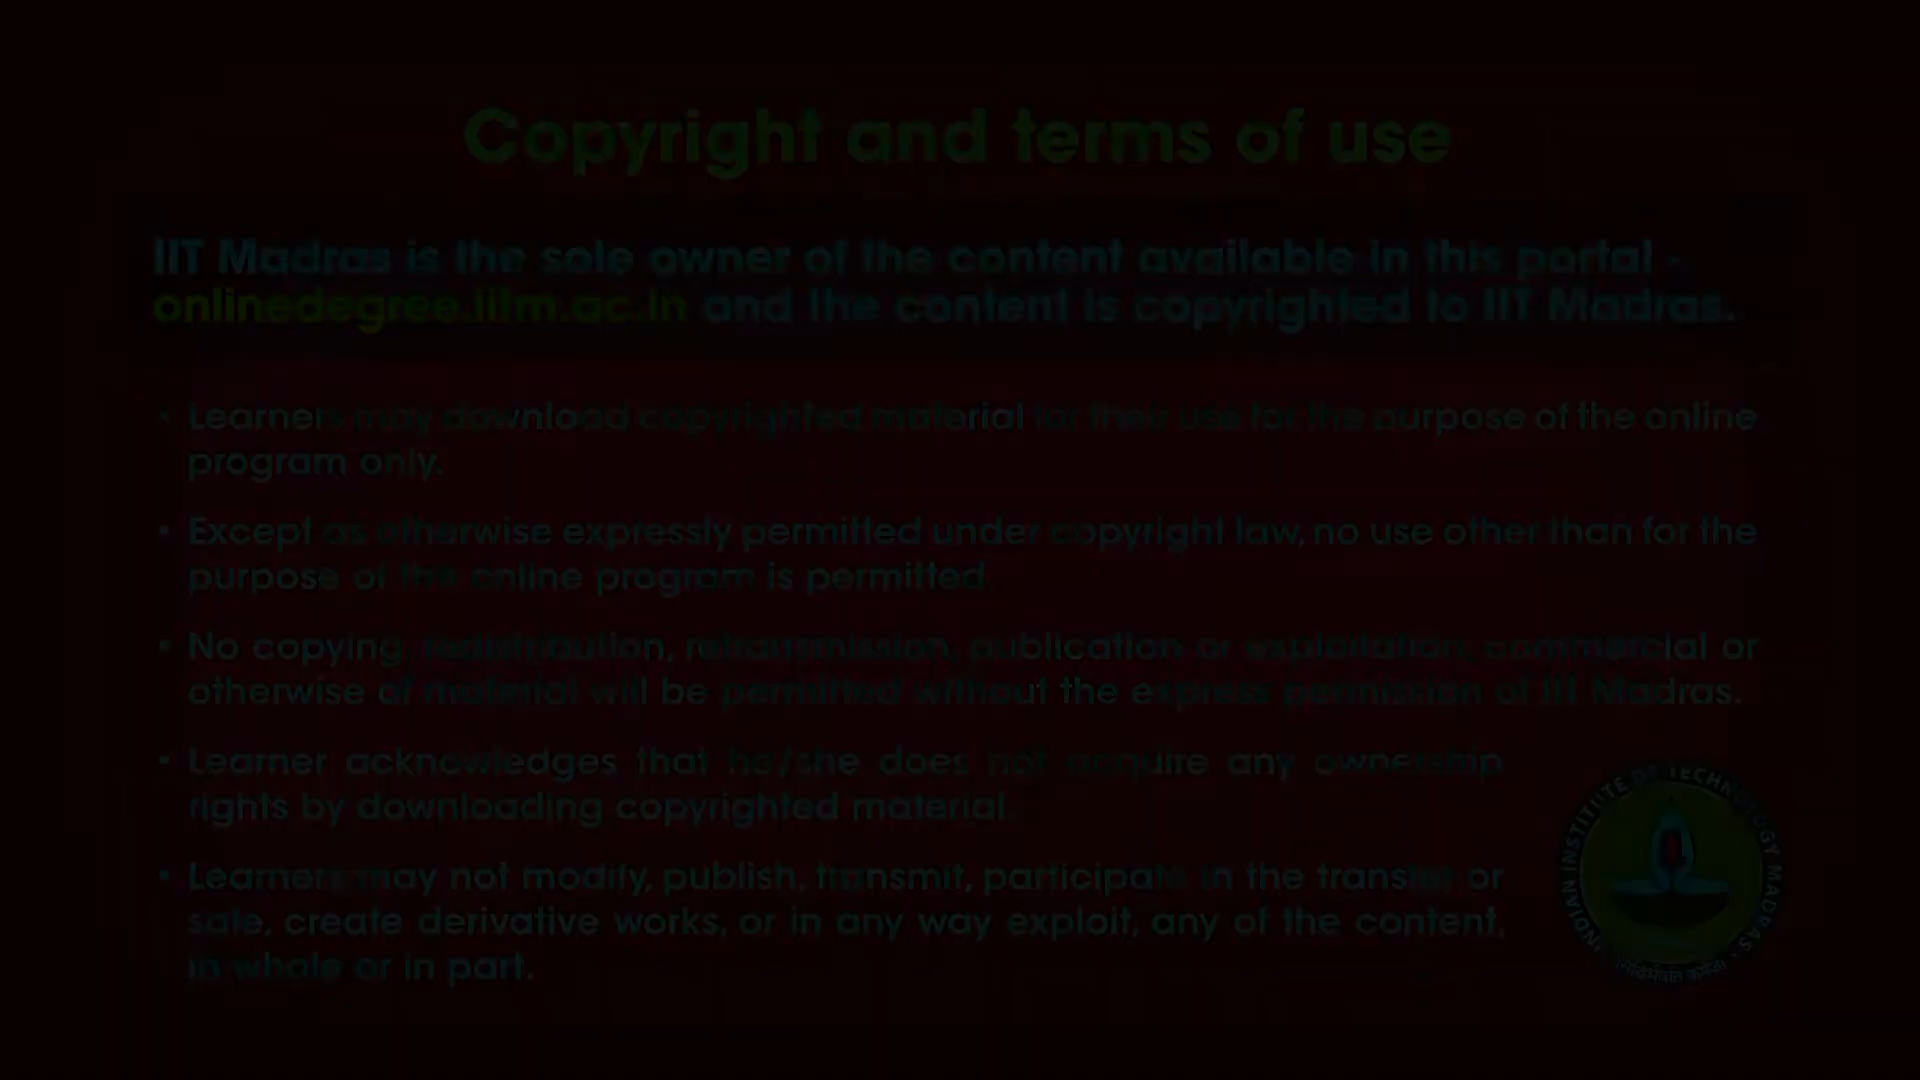 Copyright and terms of use
IIT Madras is the sole owner of the content available in this portal -
onlinedegree.iitm.ac.in and the content is copyrighted to IIT Madras.
• Learners may download copyrighted material for their use for the purpose of the online
program only.
• Except as otherwise expressly permitted under copyright law, no use other than for the
purpose of the online program is permitted.
• No copying, redistribution, retransmission, publication or exploitation, commercial or
otherwise of material will be permitted without the express permission of IIT Madras.
• Learner acknowledges that he/she does not acquire any ownership
rights by downloading copyrighted material.
• Learners may not modify, publish, transmit, participate in the transfer or
sale, create derivative works, or in any way exploit, any of the content,
in whole or in part.
INDIAN INSTITUTE OF TECHNOLOGY MADRAS